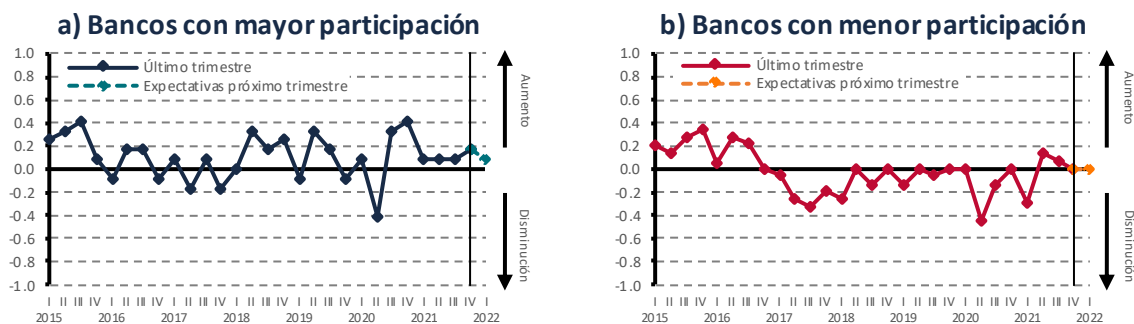 a) Bancos con mayor participación
1.0
0.8
0.6
0.4
0.2
0.0
-0.2
-0.4
-0.6
-0.8
-1.0
Último trimestre
Expectativas próximo trimestre
Aumento
Disminución
I II III IV I II III IV I II III IV I II III IV I II III IV I II III IV I II III IV I
2015 2016 2017 2018 2019 2020 2021 2022
b) Bancos con menor participación
1.0
0.8
0.6
0.4
0.2
0.0
-0.2
-0.4
-0.6
-0.8
-1.0
Último trimestre
Expectativas próximo trimestre
Aumento
Disminución
I II III IV I II III IV I II III IV I II III IV I II III IV I II III IV I II III IV I
2015 2016 2017 2018 2019 2020 2021 2022